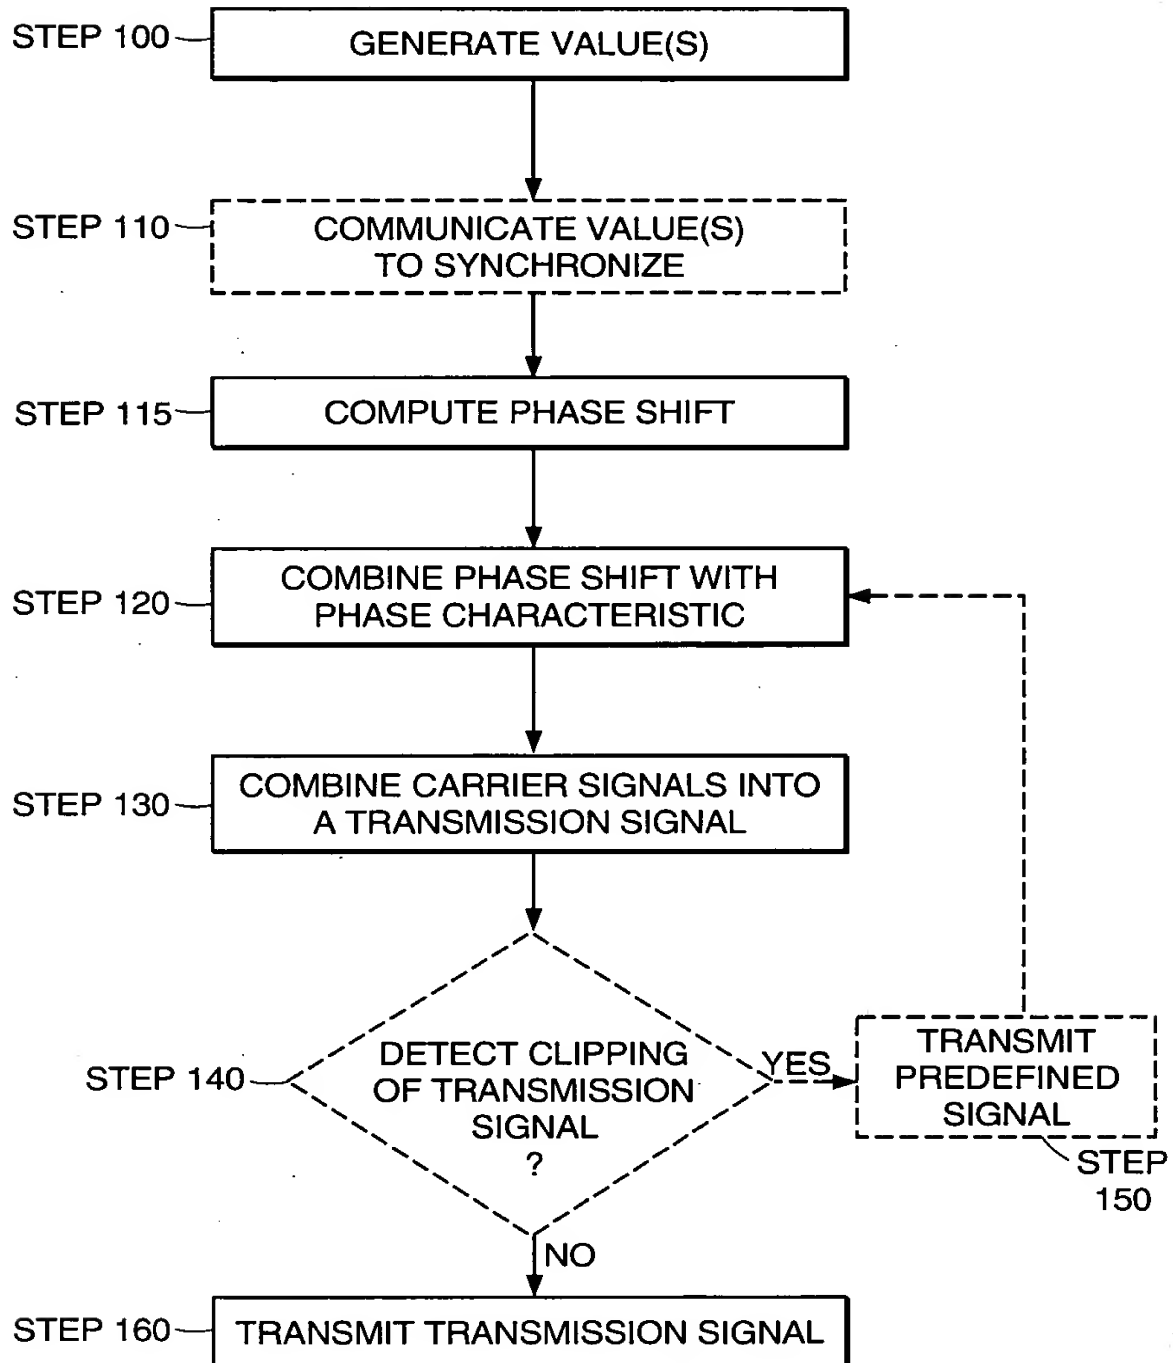 STEP 100
GENERATE VALUE(S)
STEP 110
COMMUNICATE VALUE(S)
TO SYNCHRONIZE
STEP 115
COMPUTE PHASE SHIFT
STEP 120
COMBINE PHASE SHIFT WITH
PHASE CHARACTERISTIC
STEP 130
COMBINE CARRIER SIGNALS INTO
A TRANSMISSION SIGNAL
STEP 140
DETECT CLIPPING
OF TRANSMISSION
SIGNAL
?
YES
TRANSMIT
PREDEFINED
SIGNAL
STEP
150
NO
STEP 160
TRANSMIT TRANSMISSION SIGNAL